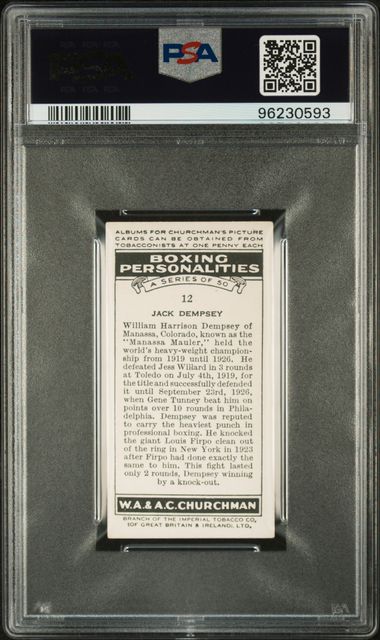 PSA
96230593
ALBUMS FOR CHURCHMAN'S PICTURE
CARDS CAN BE OBTAINED FROM
TOBACCONISTS AT ONE PENNY EACH
BOXING
PERSONALITIES
A SERIES OF 50
12
JACK DEMPSEY
William Harrison Dempsey of
Manassa, Colorado, known as the
"Manassa Mauler," held the
world's heavy-weight champion-
ship from 1919 until 1926. He
defeated Jess Willard in 3 rounds
at Toledo on July 4th, 1919, for
the title and successfully defended
it until September 23rd, 1926,
when Gene Tunney beat him on
points over 10 rounds in Phila-
delphia. Dempsey was reputed
to carry the heaviest punch in
professional boxing. He knocked
the giant Louis Firpo clean out
of the ring in New York in 1923
after Firpo had done exactly the
same to him. This fight lasted
only 2 rounds, Dempsey winning
by a knock-out.
W.A. & A.C. CHURCHMAN
BRANCH OF THE IMPERIAL TOBACCO CO.,
(OF GREAT BRITAIN & IRELAND), LTD.